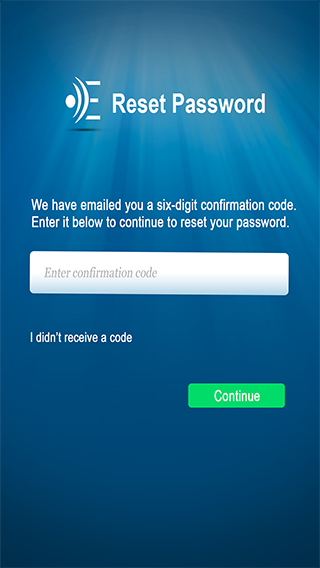 Reset Password
We have emailed you a six-digit confirmation code.
Enter it below to continue to reset your password.
Enter confirmation code
I didn't receive a code
Continue